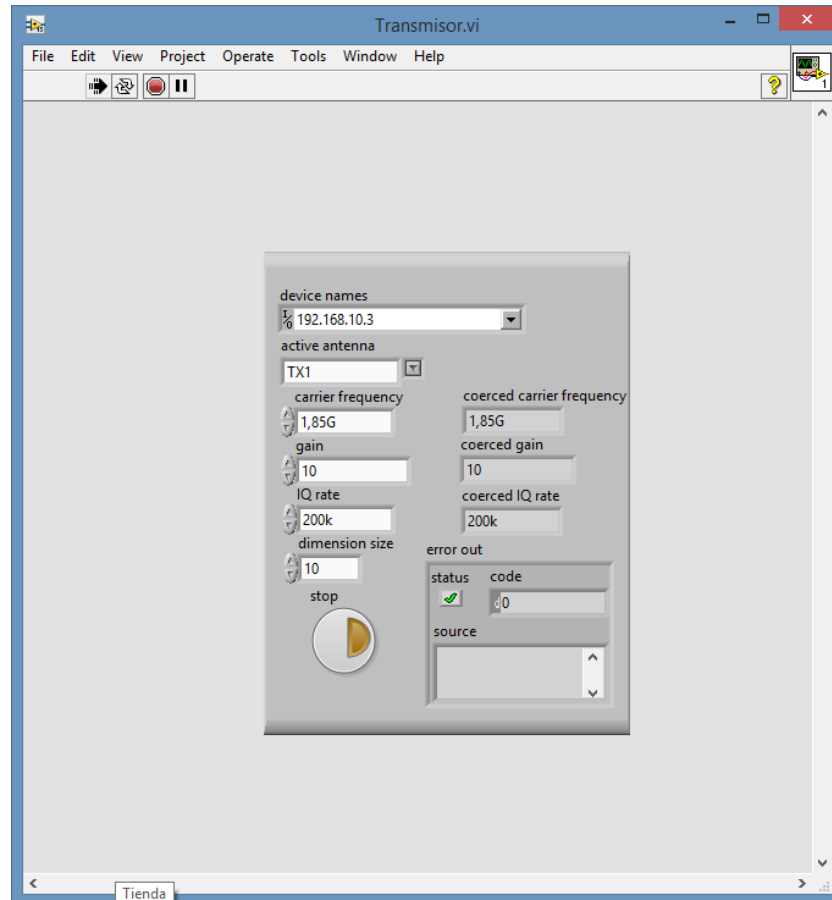 Transmisor.vi
File Edit View Project Operate Tools Window Help
1
device names
192.168.10.3
active antenna
TX1
carrier frequency coerced carrier frequency
1,85G 1,85G
gain coerced gain
10 10
IQ rate coerced IQ rate
200k 200k
dimension size error out
10 status code
stop d0
source
Tienda